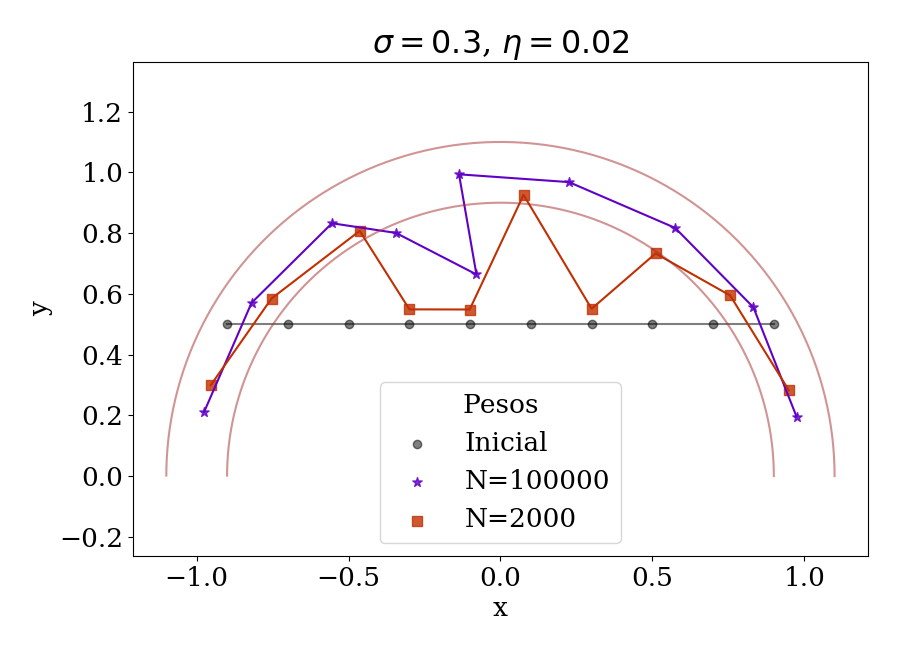 σ = 0.3, η = 0.02
y
1.2
1.0
0.8
0.6
0.4
0.2
0.0
−0.2
Pesos
Inicial
N=100000
N=2000
−1.0 −0.5 0.0 0.5 1.0
x